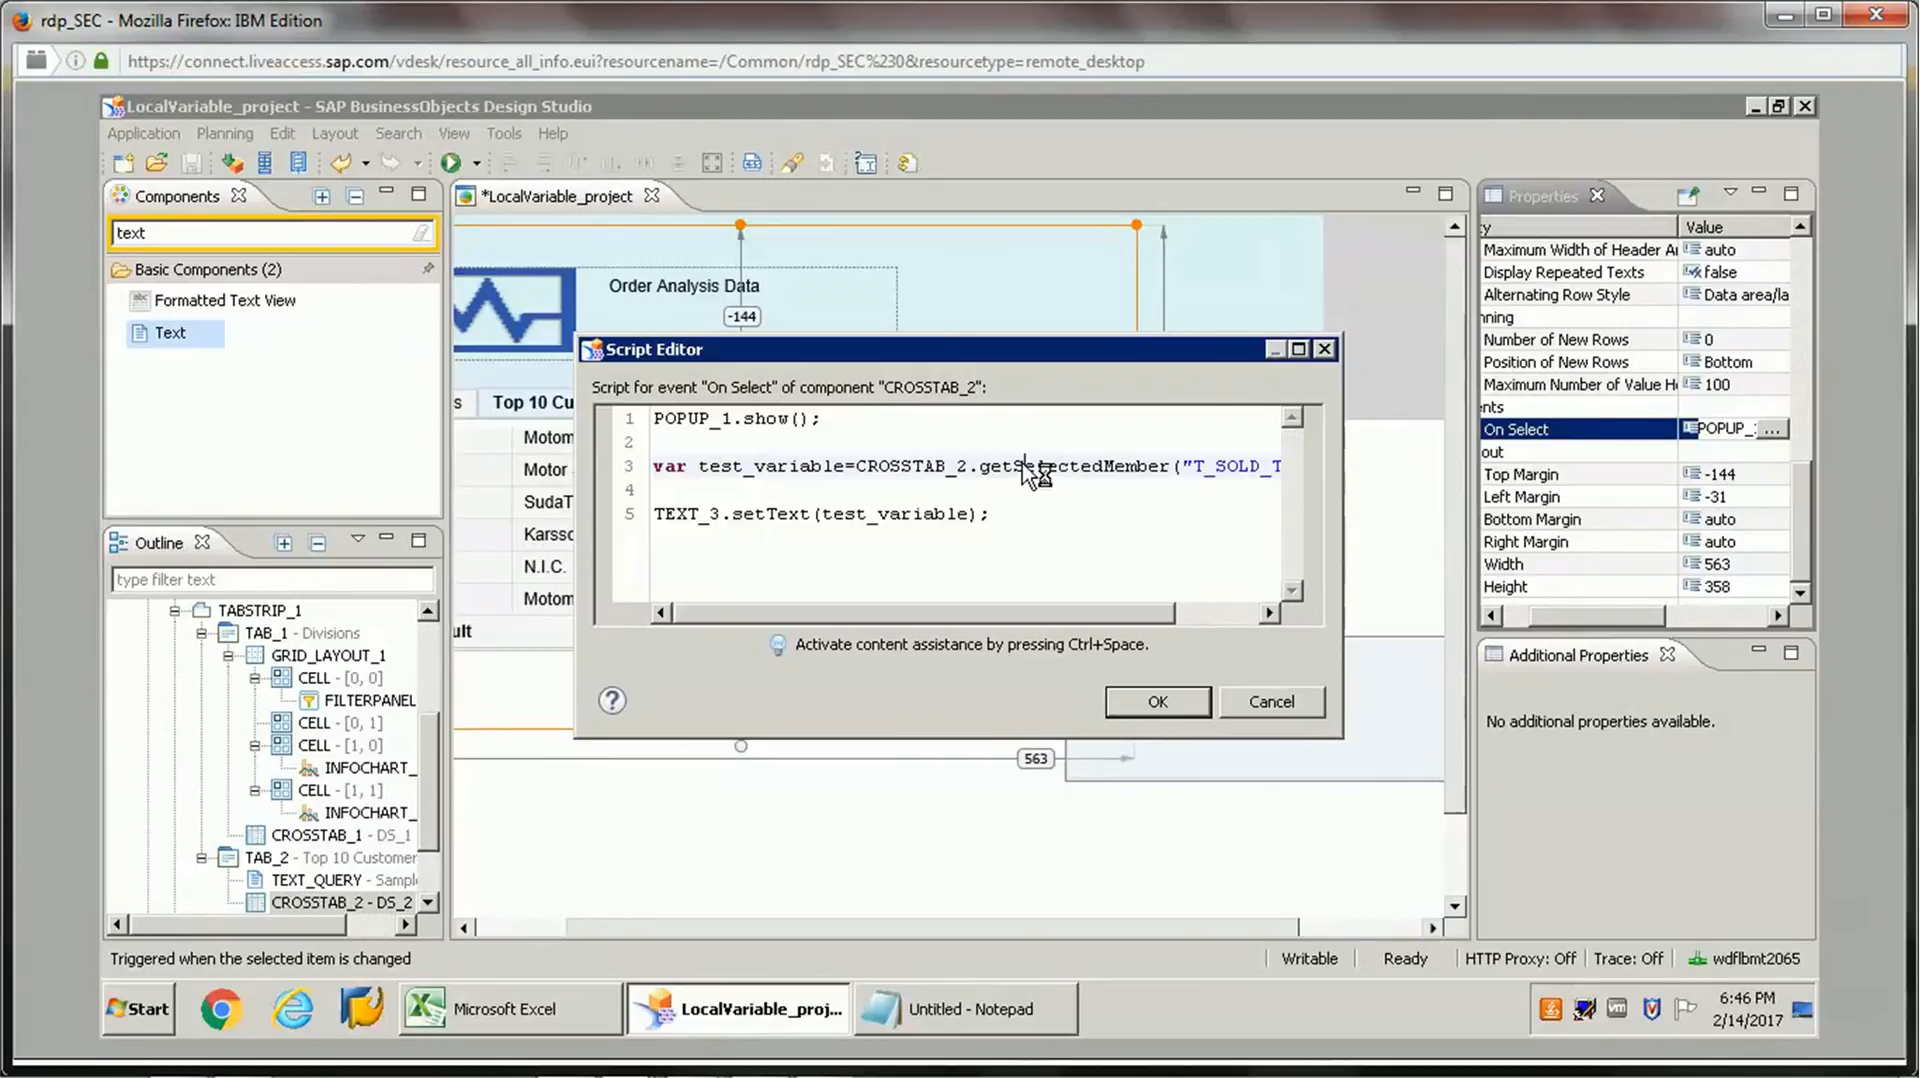 rdp_SEC - Mozilla Firefox: IBM Edition
https://connect.liveaccess.sap.com/vdesk/resource_all_info.eui?resourcename=/Common/rdp_SEC%230&resourcetype=remote_desktop
LocalVariable_project - SAP BusinessObjects Design Studio
Application Planning Edit Layout Search View Tools Help
Components
text
Basic Components (2)
Formatted Text View
Text
Outline
type filter text
TABSTRIP_1
TAB_1 - Divisions
GRID_LAYOUT_1
CELL - [0, 0]
FILTERPANEL
CELL - [0, 1]
CELL - [1, 0]
INFOCHART_
CELL - [1, 1]
INFOCHART_
CROSSTAB_1 - DS_1
TAB_2 - Top 10 Customer
TEXT_QUERY - Sampl
CROSSTAB_2 - DS_2
*LocalVariable_project
Order Analysis Data
-144
s Top 10 Cu
Motom
Motor
SudaT
Karsso
N.I.C.
Motom
ult
563
Script Editor
Script for event "On Select" of component "CROSSTAB_2":
1 POPUP_1.show();
2
3 var test_variable=CROSSTAB_2.getSelectedMember("T_SOLD_T
4
5 TEXT_3.setText(test_variable);
Activate content assistance by pressing Ctrl+Space.
OK Cancel
Properties
ty Value
Maximum Width of Header Ar auto
Display Repeated Texts false
Alternating Row Style Data area/la
nning
Number of New Rows 0
Position of New Rows Bottom
Maximum Number of Value He 100
ents
On Select POPUP_: ...
out
Top Margin -144
Left Margin -31
Bottom Margin auto
Right Margin auto
Width 563
Height 358
Additional Properties
No additional properties available.
Triggered when the selected item is changed
Writable Ready HTTP Proxy: Off Trace: Off wdflbmt2065
Start
Microsoft Excel
LocalVariable_proj...
Untitled - Notepad
6:46 PM
2/14/2017